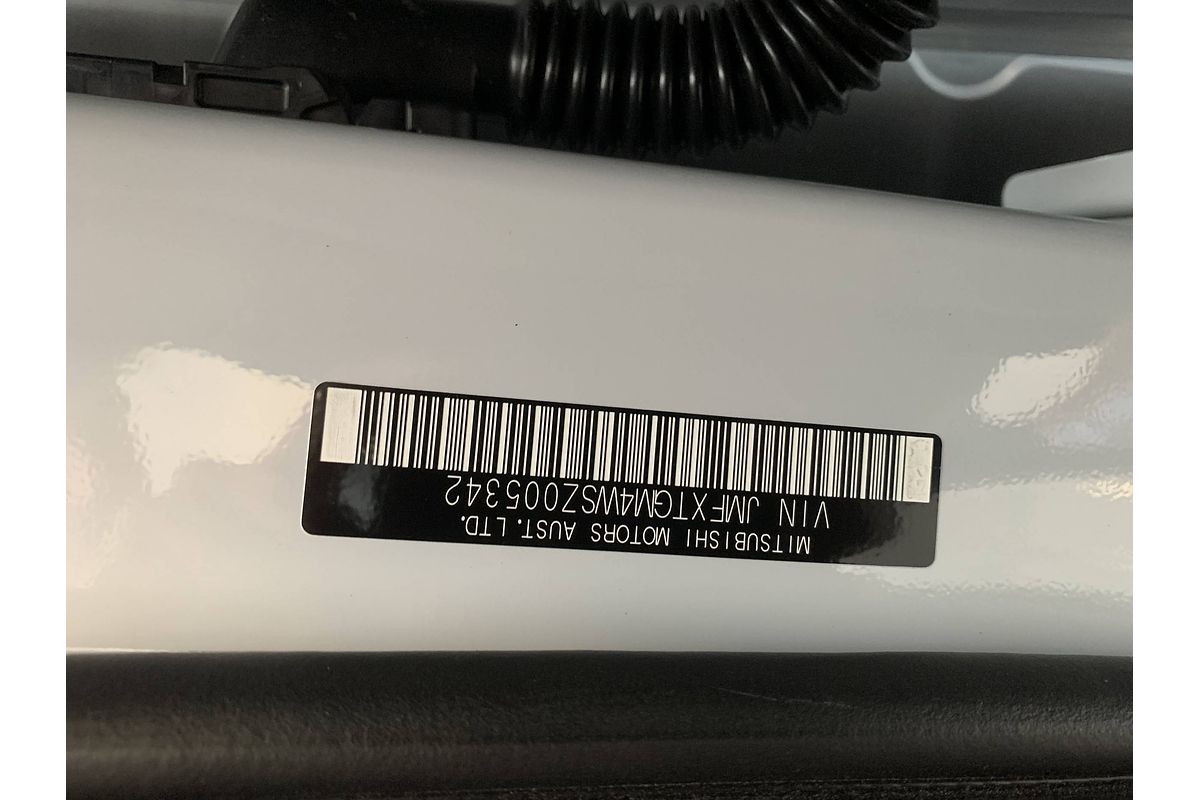 MITSUBISHI MOTORS AUST. LTD.
VIN JMFXTGM4WSZ005342